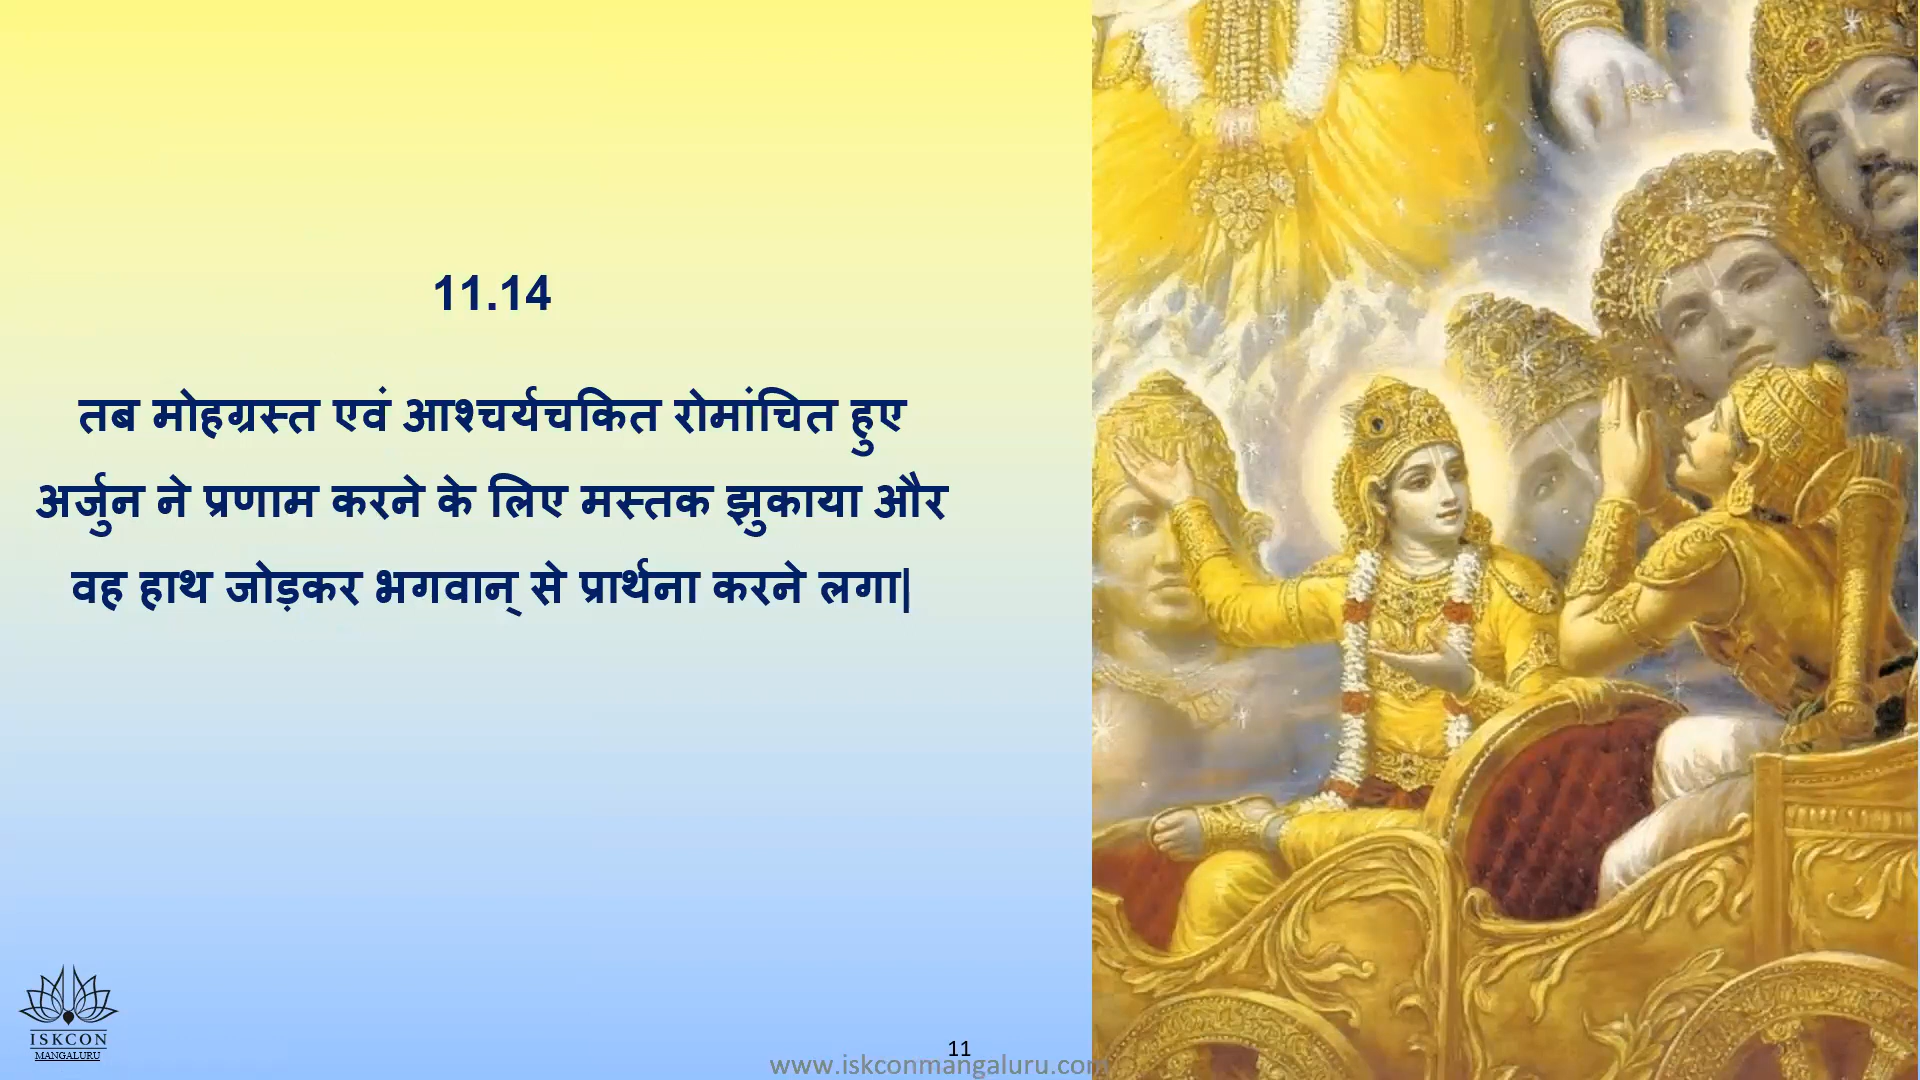 11.14
तब मोहग्रस्त एवं आश्चर्यचकित रोमांचित हुए
अर्जुन ने प्रणाम करने के लिए मस्तक झुकाया और
वह हाथ जोड़कर भगवान् से प्रार्थना करने लगा|
ISKCON
MANGALURU
11
www.iskconmangaluru.com